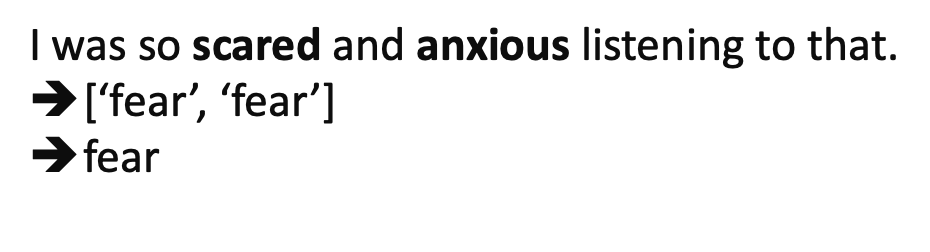 I was so scared and anxious listening to that.
➔ [‘fear’, ‘fear’]
➔ fear